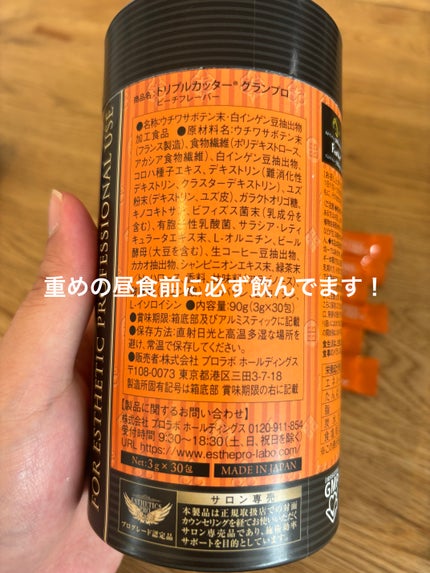 商品名:トリプルカッター®グランプロ
ピーチフレーバー
●名称:ウチワサボテン末・白インゲン豆抽出物
加工食品 ●原材料名:ウチワサボテン末
(フランス製造)、食物繊維(ポリデキストロース、
アカシア食物繊維)、白インゲン豆抽出物、
コロハ種子エキス、デキストリン(難消化性
デキストリン、クラスターデキストリン)、ユズ
粉末(デキストリン、ユズ皮)、ガラクトオリゴ糖、
キノコキトサン、ビフィズス菌末(乳成分を
含む)、有胞子性乳酸菌、サラシア・レティ
キュラータエキス末、L-オルニチン、ビール
酵母(大豆を含む)、生コーヒー豆抽出物、
カカオ抽出物、シャンピニオンエキス、緑茶末
重めの昼食前に必ず飲んでます!
L-イソロイシン ●内容量:90g(3g×30包)
●賞味期限:箱底部及びアルミスティックに記載
●保存方法:直射日光と高温多湿な場所を
避け、常温で保存してください。
●販売者:株式会社 プロラボ ホールディングス
〒108-0073 東京都港区三田3-7-18
製造所固有記号は箱底部 賞味期限の右に記載
【製品に関するお問い合わせ】
株式会社 プロラボ ホールディングス 0120-911-854
受付時間 9:30〜18:30(土、日、祝日を除く)
URL https://www.esthepro-labo.com/
Net:3g×30包
MADE IN JAPAN
FOR ESTHETIC PROFESSIONAL USE
ESTHETIC
プログレード認定品
サロン専売
本製品は正規取扱店での対面
カウンセリングを経てお使いいただく
サロン専売品であり、施術効率
サポートを目的としています。
GMP